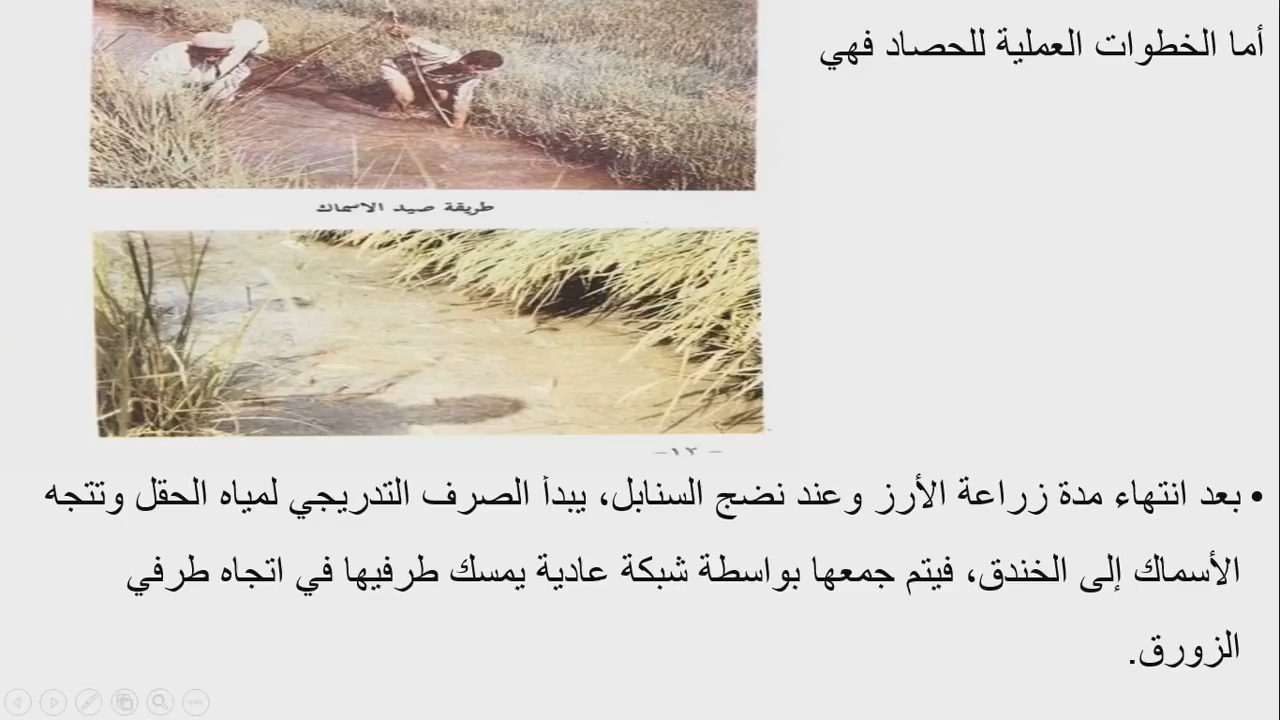 أما الخطوات العملية للحصاد فهي
طريقة صيد الاسماك
- ١٢-
• بعد انتهاء مدة زراعة الأرز وعند نضج السنابل، يبدأ الصرف التدريجي لمياه الحقل وتتجه
الأسماك إلى الخندق، فيتم جمعها بواسطة شبكة عادية يمسك طرفيها في اتجاه طرفي
الزورق.